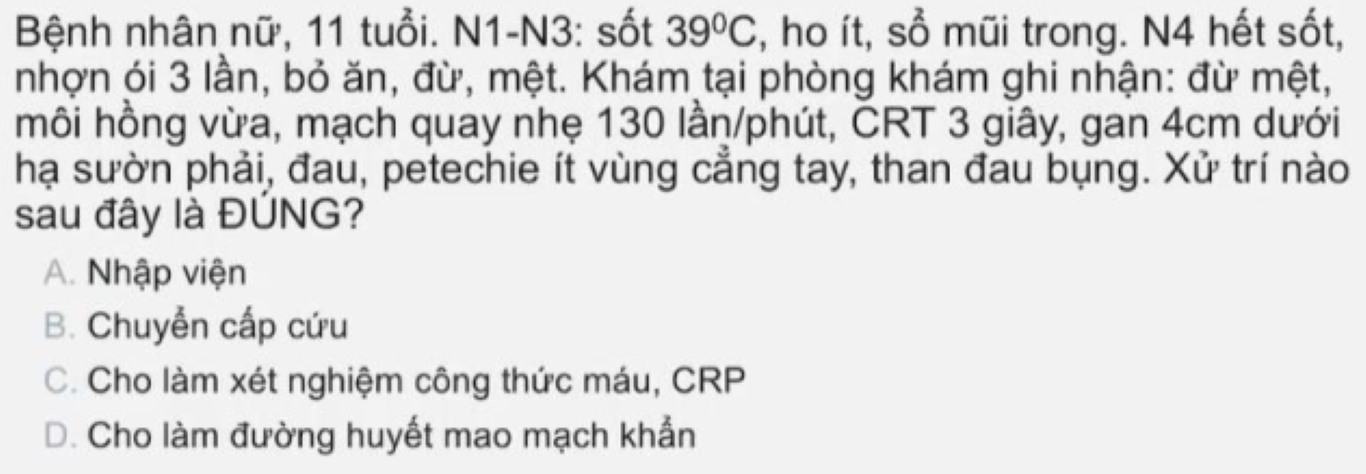 Bệnh nhân nữ, 11 tuổi. N1-N3: sốt 39⁰C, ho ít, sổ mũi trong. N4 hết sốt,
nhợn ói 3 lần, bỏ ăn, đừ, mệt. Khám tại phòng khám ghi nhận: đừ mệt,
môi hồng vừa, mạch quay nhẹ 130 lần/phút, CRT 3 giây, gan 4cm dưới
hạ sườn phải, đau, petechie ít vùng cẳng tay, than đau bụng. Xử trí nào
sau đây là ĐÚNG?
A. Nhập viện
B. Chuyển cấp cứu
C. Cho làm xét nghiệm công thức máu, CRP
D. Cho làm đường huyết mao mạch khẩn